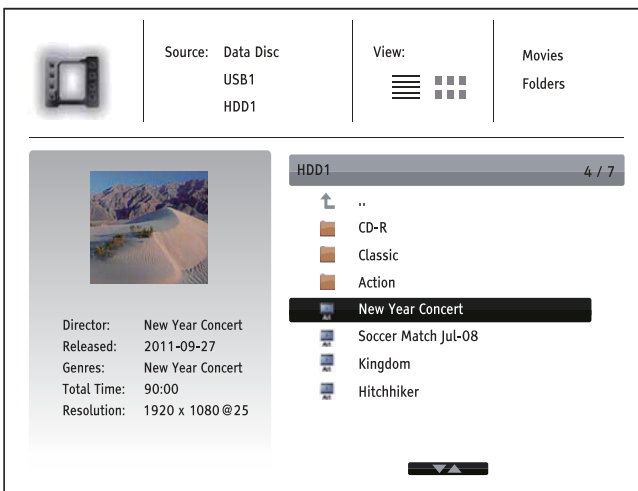 Source: Data Disc
USB1
HDD1
View:
Movies
Folders
HDD1 4 / 7
..
CD-R
Classic
Action
New Year Concert
Soccer Match Jul-08
Kingdom
Hitchhiker
Director: New Year Concert
Released: 2011-09-27
Genres: New Year Concert
Total Time: 90:00
Resolution: 1920 x 1080@25